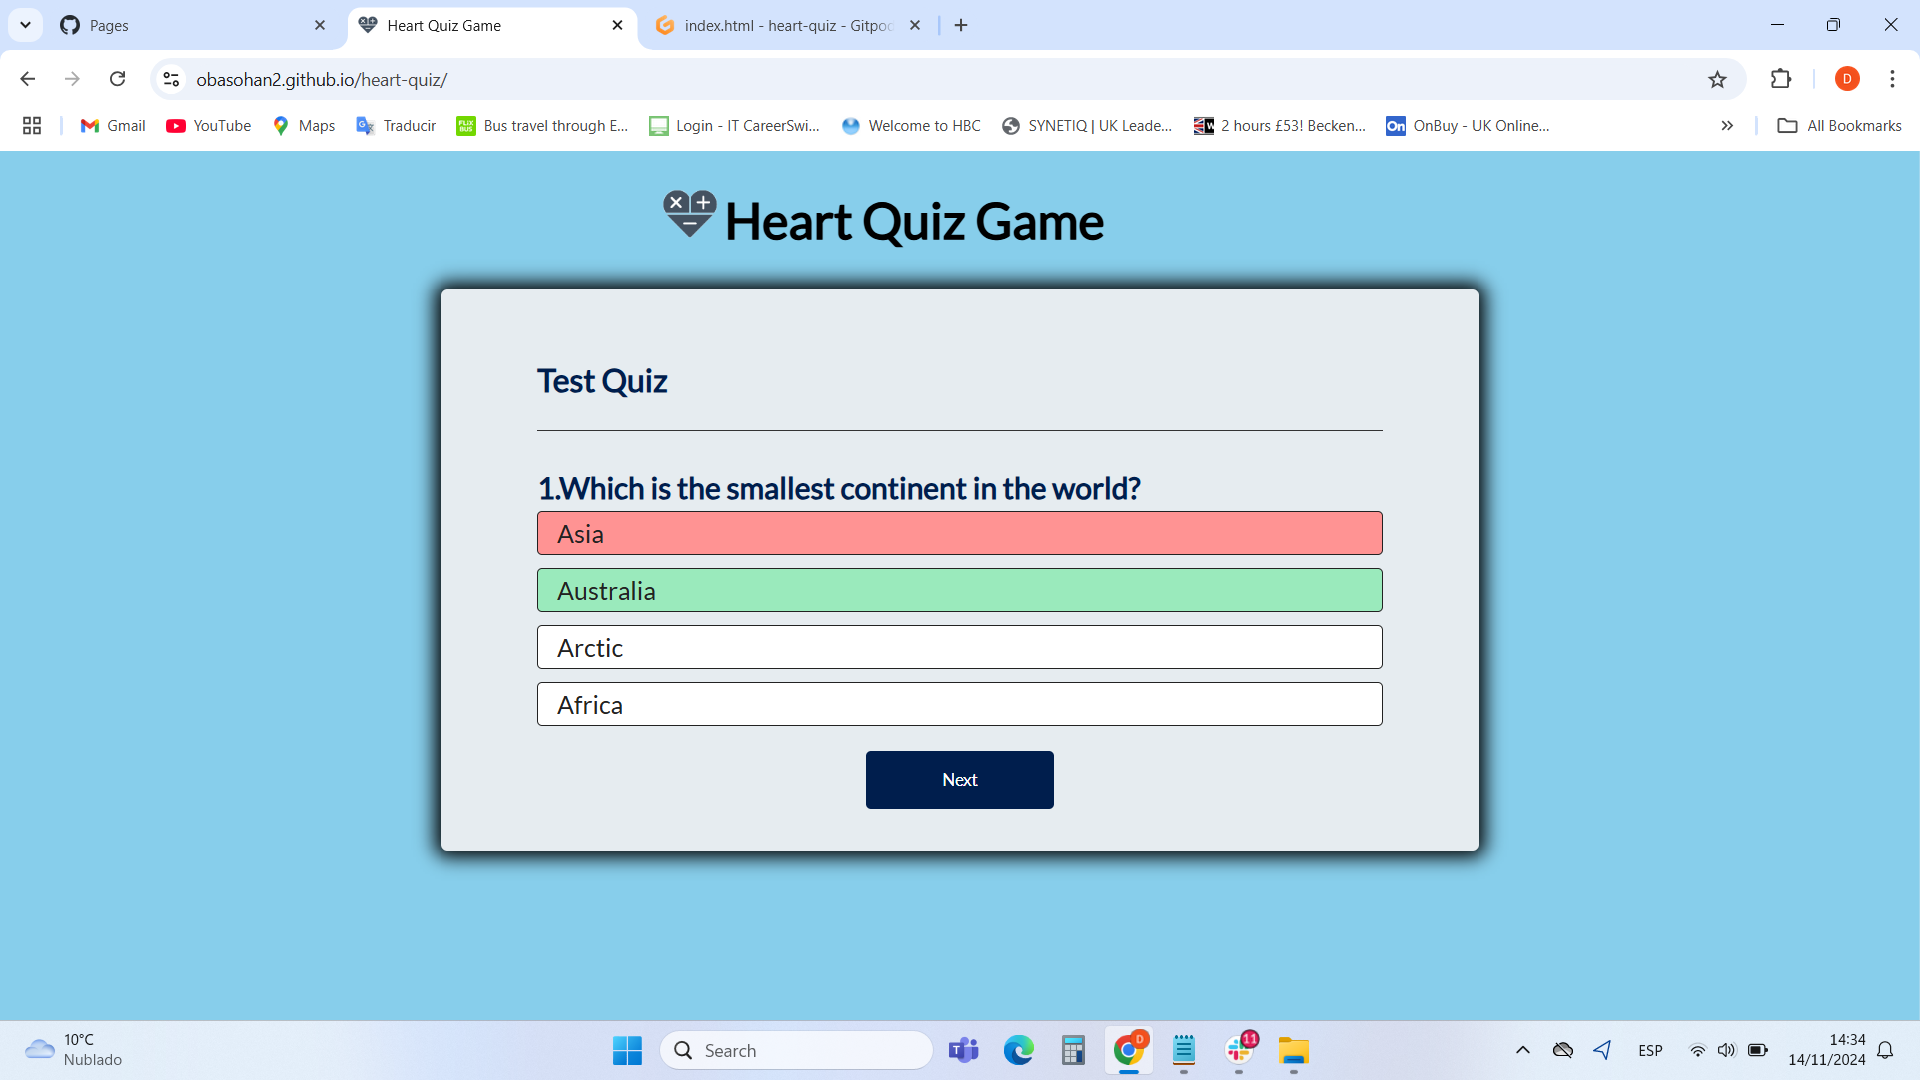 Pages
Heart Quiz Game
index.html - heart-quiz - Gitpod
obasohan2.github.io/heart-quiz/
Gmail
YouTube
Maps
Traducir
Bus travel through E...
Login - IT CareerSwi...
Welcome to HBC
SYNETIQ | UK Leade...
2 hours £53! Becken...
On
OnBuy - UK Online...
All Bookmarks
D
Heart Quiz Game
Test Quiz
1.Which is the smallest continent in the world?
Asia
Australia
Arctic
Africa
Next
10°C
Nublado
Search
D
11
ESP
14:34
14/11/2024